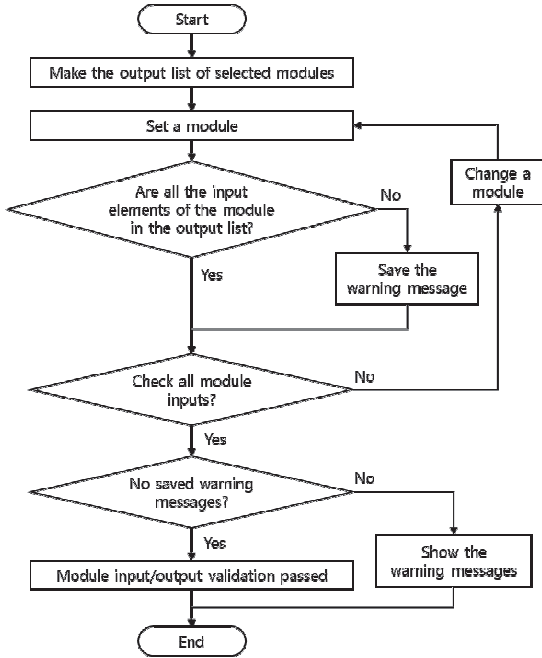 Start
Make the output list of selected modules
Set a module
Change a
module
Are all the input
elements of the module
in the output list?
No
Yes
Save the
warning message
Check all module
inputs?
No
Yes
No saved warning
messages?
No
Yes
Show the
warning messages
Module input/output validation passed
End